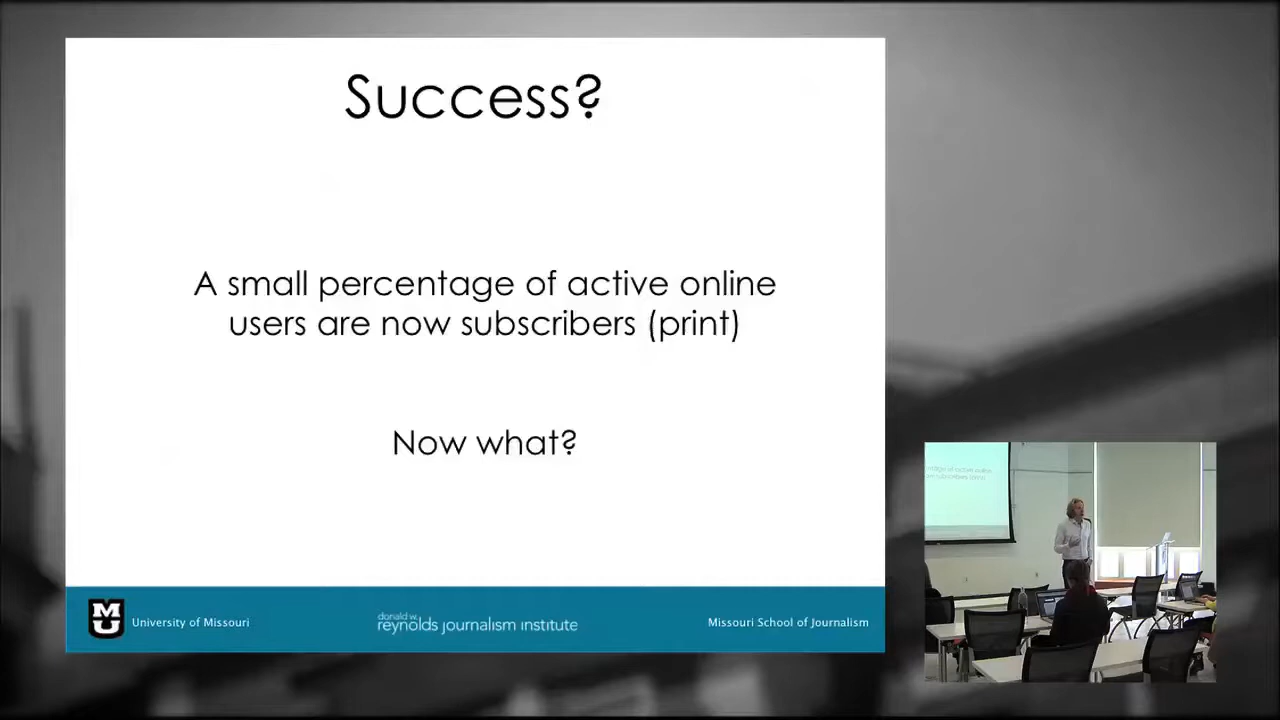 Success?
A small percentage of active online
users are now subscribers (print)
Now what?
MU
University of Missouri
donald w.
reynolds journalism institute
Missouri School of Journalism